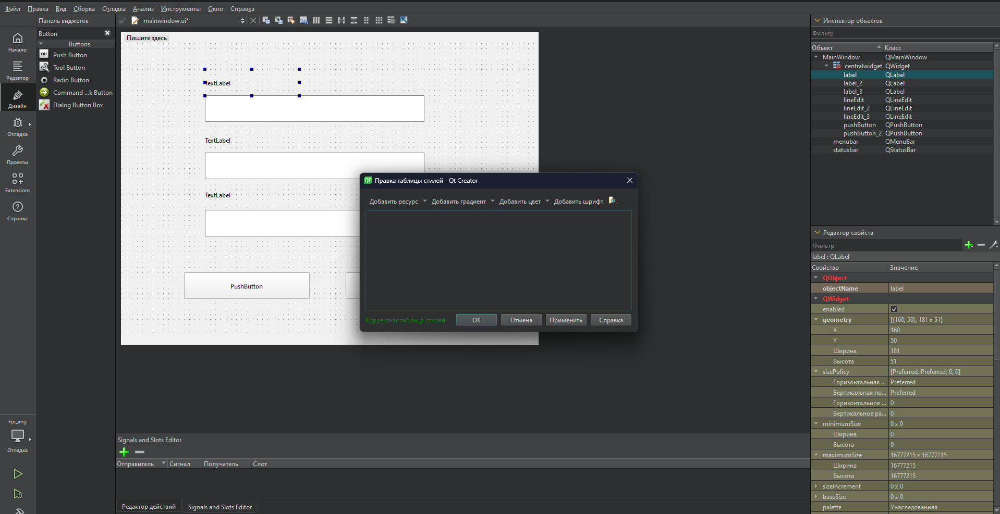 Файл Правка Вид Сборка Отладка Анализ Инструменты Окно Справка
Панель виджетов
mainwindow.ui*
Button
Buttons
Push Button
Tool Button
Radio Button
Command ...k Button
Dialog Button Box
Начало
Редактор
Дизайн
Отладка
Проекты
Extensions
Справка
Fpr_img
Отладка
Пишите здесь
TextLabel
TextLabel
TextLabel
PushButton
Правка таблицы стилей - Qt Creator
Добавить ресурс Добавить градиент Добавить цвет Добавить шрифт
Корректная таблица стилей OK Отмена Применить Справка
Signals and Slots Editor
Отправитель Сигнал Получатель Слот
Редактор действий Signals and Slots Editor
Инспектор объектов
Фильтр
Объект Класс
MainWindow QMainWindow
centralwidget QWidget
label QLabel
label_2 QLabel
label_3 QLabel
lineEdit QLineEdit
lineEdit_2 QLineEdit
lineEdit_3 QLineEdit
pushButton QPushButton
pushButton_2 QPushButton
menubar QMenuBar
statusbar QStatusBar
Редактор свойств
Фильтр
label : QLabel
Свойство Значение
QObject
objectName label
QWidget
enabled
geometry [(160, 50), 181 x 51]
X 160
Y 50
Ширина 181
Высота 51
sizePolicy [Preferred, Preferred, 0, 0]
Горизонтальная ... Preferred
Вертикальная по... Preferred
Горизонтальное ... 0
Вертикальное ра... 0
minimumSize 0 x 0
Ширина 0
Высота 0
maximumSize 16777215 x 16777215
Ширина 16777215
Высота 16777215
sizeIncrement 0 x 0
baseSize 0 x 0
palette Унаследованная